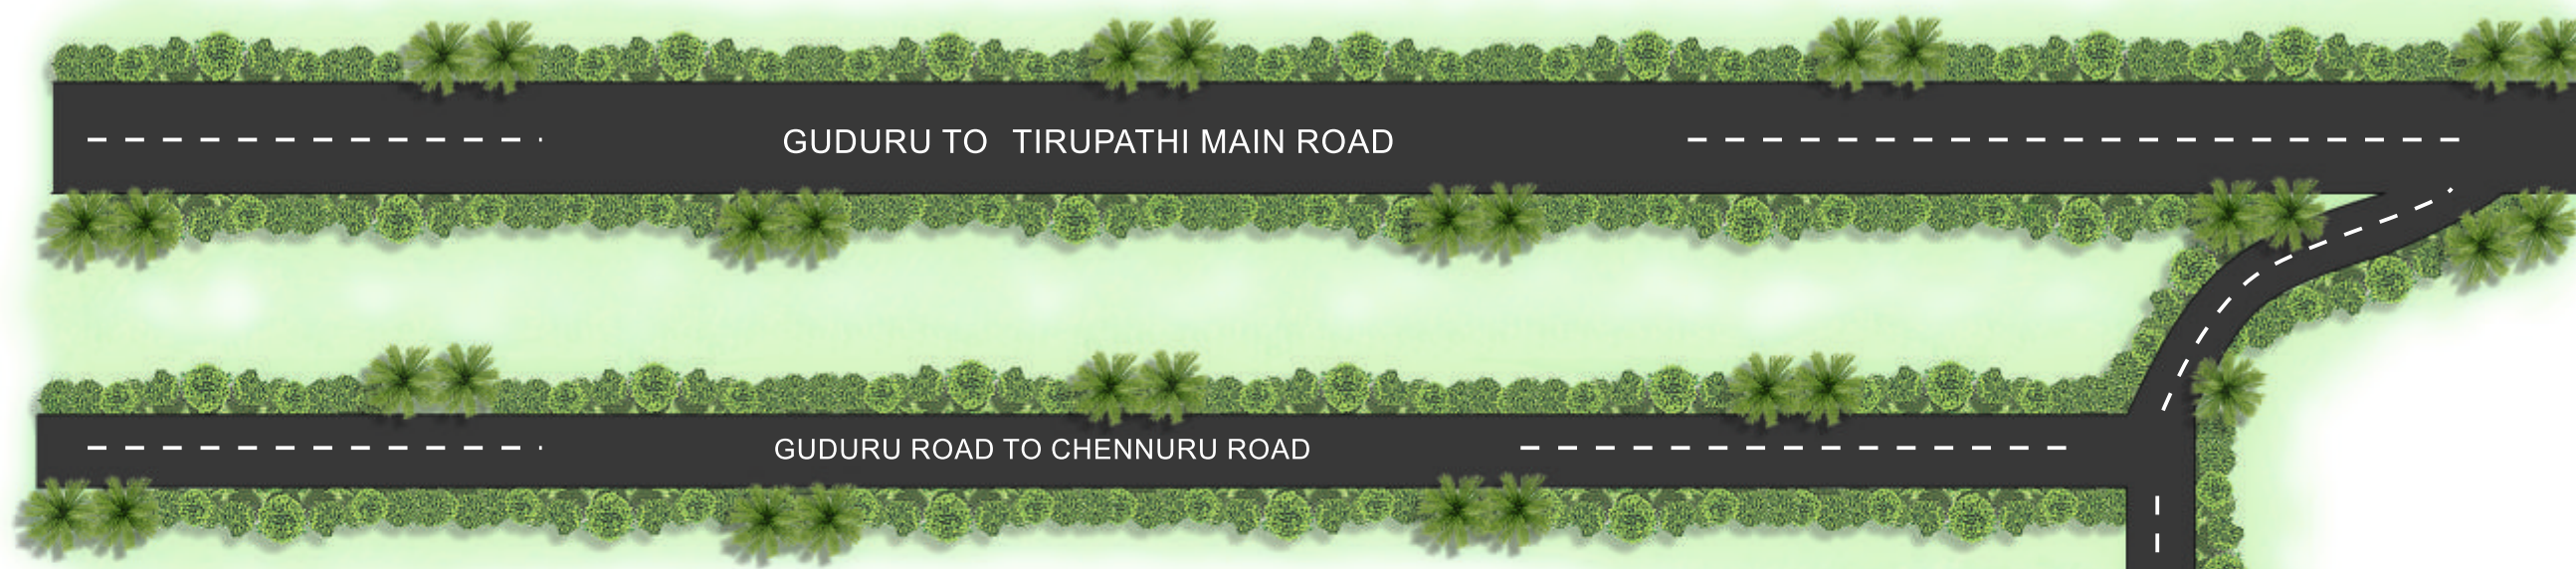 GUDURU TO TIRUPATHI MAIN ROAD
GUDURU ROAD TO CHENNURU ROAD